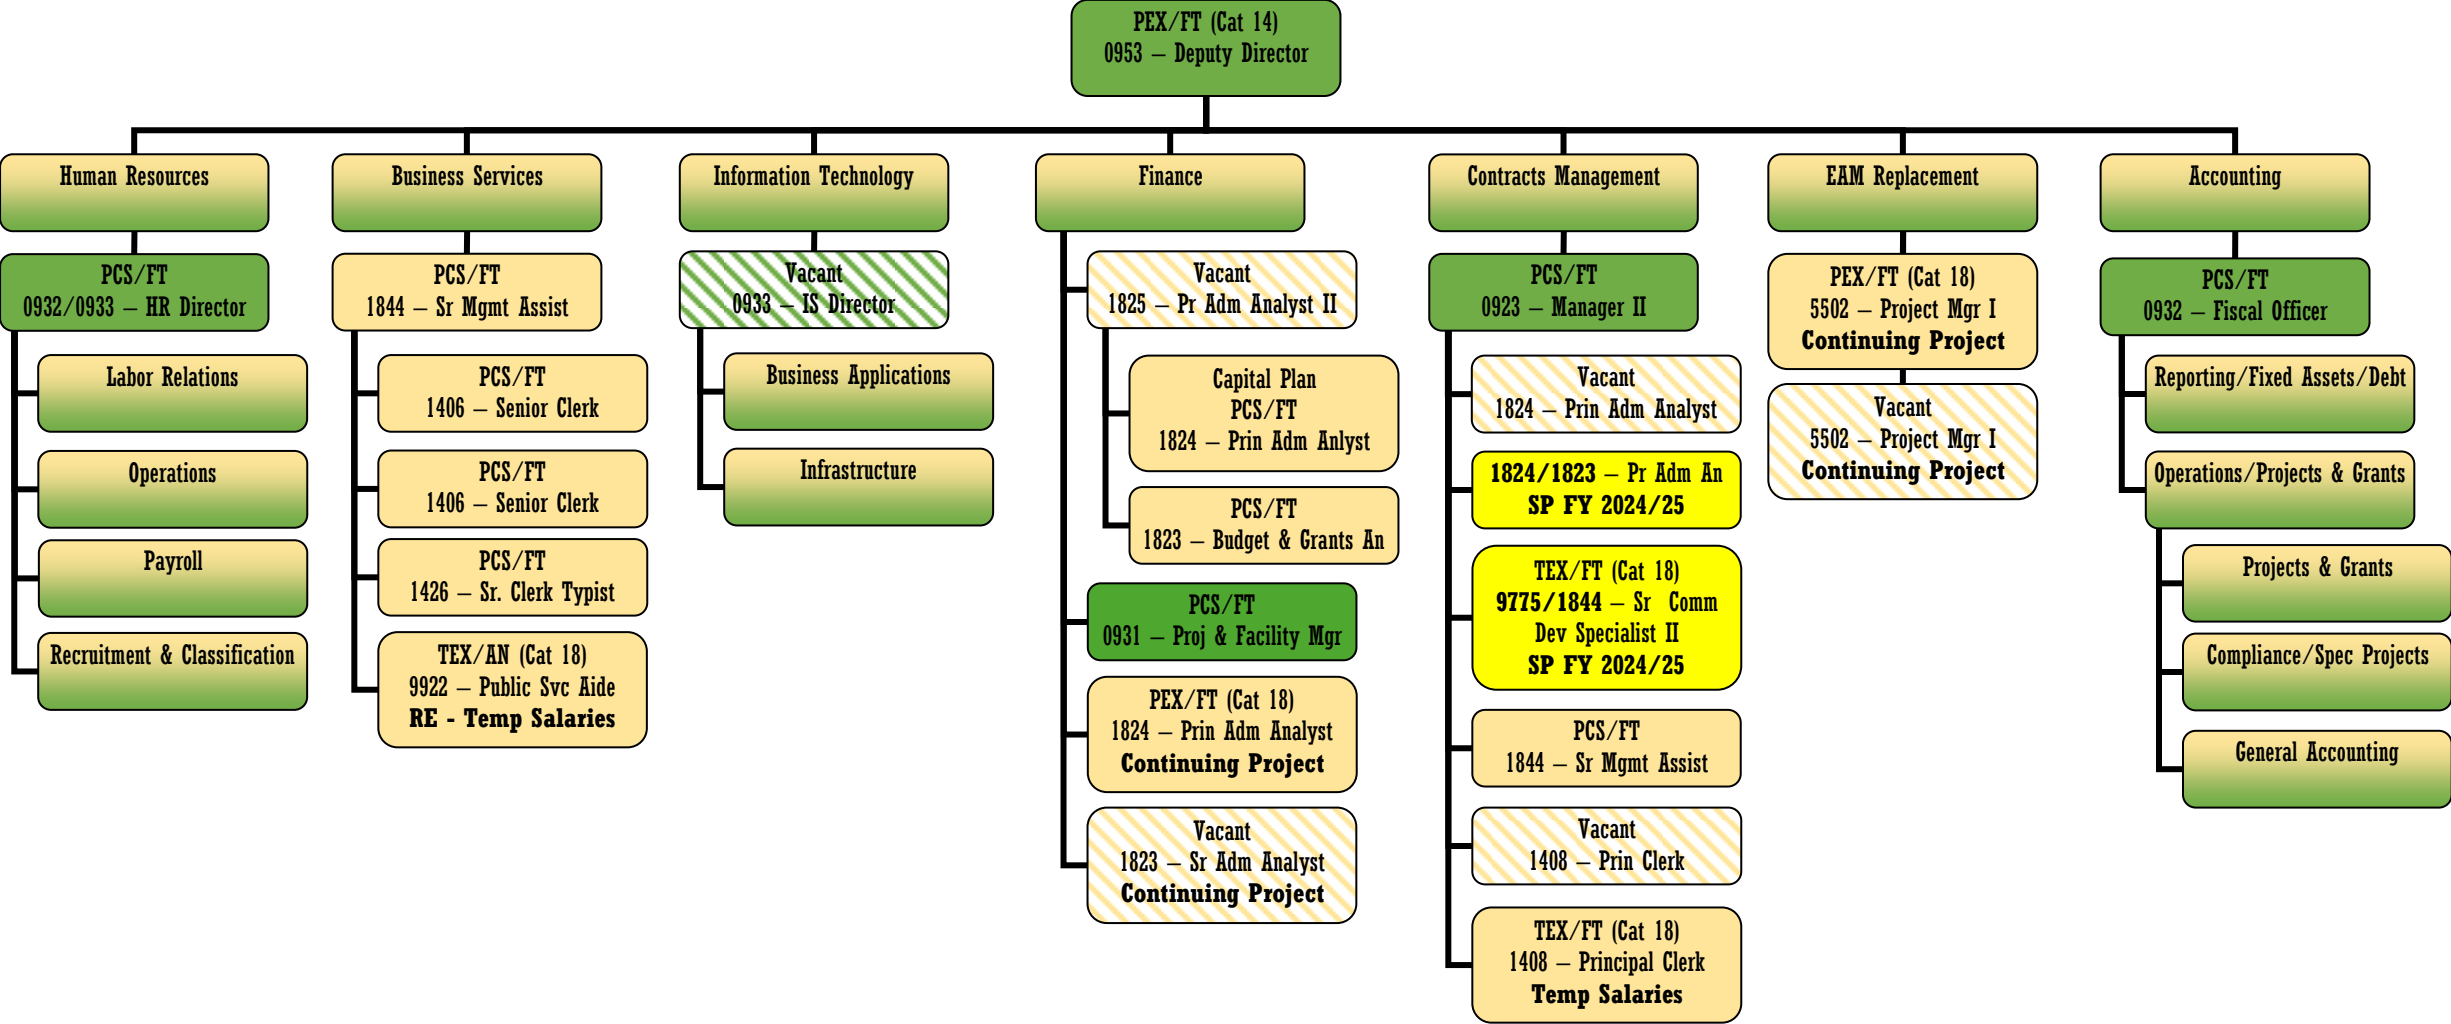 PEX/FT (Cat 14)
0953 – Deputy Director
Human Resources
PCS/FT
0932/0933 – HR Director
Labor Relations
Operations
Payroll
Recruitment & Classification
Business Services
PCS/FT
1844 – Sr Mgmt Assist
PCS/FT
1406 – Senior Clerk
PCS/FT
1406 – Senior Clerk
PCS/FT
1426 – Sr. Clerk Typist
TEX/AN (Cat 18)
9922 – Public Svc Aide
RE - Temp Salaries
Information Technology
Vacant
0933 – IS Director
Business Applications
Infrastructure
Finance
Vacant
1825 – Pr Adm Analyst II
Capital Plan
PCS/FT
1824 – Prin Adm Anlyst
PCS/FT
1823 – Budget & Grants An
PCS/FT
0931 – Proj & Facility Mgr
PEX/FT (Cat 18)
1824 – Prin Adm Analyst
Continuing Project
Vacant
1823 – Sr Adm Analyst
Continuing Project
Contracts Management
PCS/FT
0923 – Manager II
Vacant
1824 – Prin Adm Analyst
1824/1823 – Pr Adm An
SP FY 2024/25
TEX/FT (Cat 18)
9775/1844 – Sr Comm
Dev Specialist II
SP FY 2024/25
PCS/FT
1844 – Sr Mgmt Assist
Vacant
1408 – Prin Clerk
TEX/FT (Cat 18)
1408 – Principal Clerk
Temp Salaries
EAM Replacement
PEX/FT (Cat 18)
5502 – Project Mgr I
Continuing Project
Vacant
5502 – Project Mgr I
Continuing Project
Accounting
PCS/FT
0932 – Fiscal Officer
Reporting/Fixed Assets/Debt
Operations/Projects & Grants
Projects & Grants
Compliance/Spec Projects
General Accounting